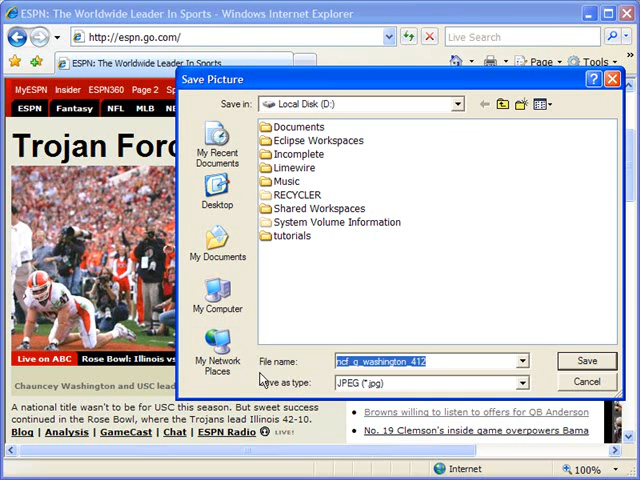 ESPN: The Worldwide Leader In Sports - Windows Internet Explorer
http://espn.go.com/
Live Search
ESPN: The Worldwide Leader In Sports
Page
Tools
MyESPN Insider ESPN360 Page 2
ESPN Fantasy NFL MLB
Trojan Ford
Live on ABC Rose Bowl: Illinois vs
Chauncey Washington and USC lead
A national title wasn't to be for USC this season. But sweet success
continued in the Rose Bowl, where the Trojans lead Illinois 42-10.
Blog | Analysis | GameCast | Chat | ESPN Radio LIVE!
Save Picture
Save in:
Local Disk (D:)
My Recent
Documents
Desktop
My Documents
My Computer
My Network
Places
Documents
Eclipse Workspaces
Incomplete
Limewire
Music
RECYCLER
Shared Workspaces
System Volume Information
tutorials
File name:
ncf_g_washington_412
Save
ve as type:
JPEG (*.jpg)
Cancel
Browns willing to listen to offers for QB Anderson
No. 19 Clemson's inside game overpowers Bama
Internet
100%